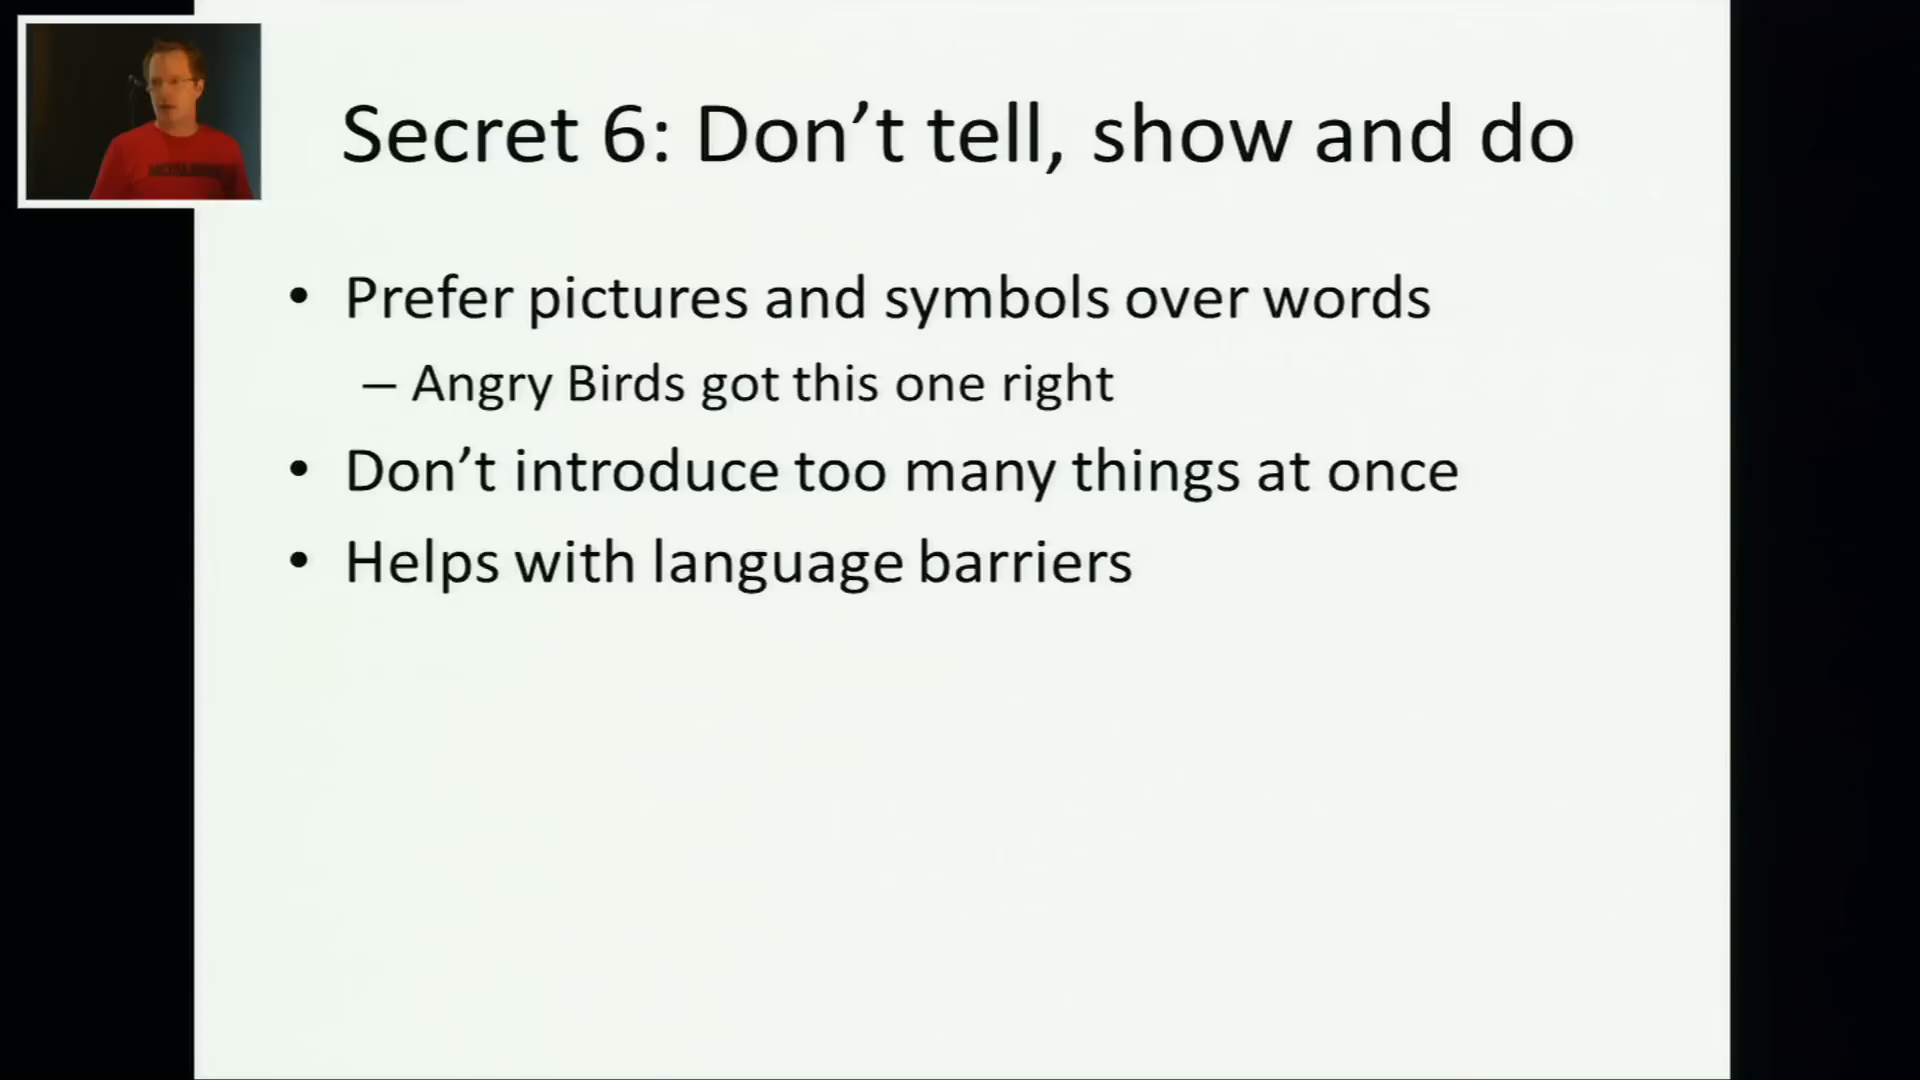 Secret 6: Don’t tell, show and do
• Prefer pictures and symbols over words
– Angry Birds got this one right
• Don’t introduce too many things at once
• Helps with language barriers